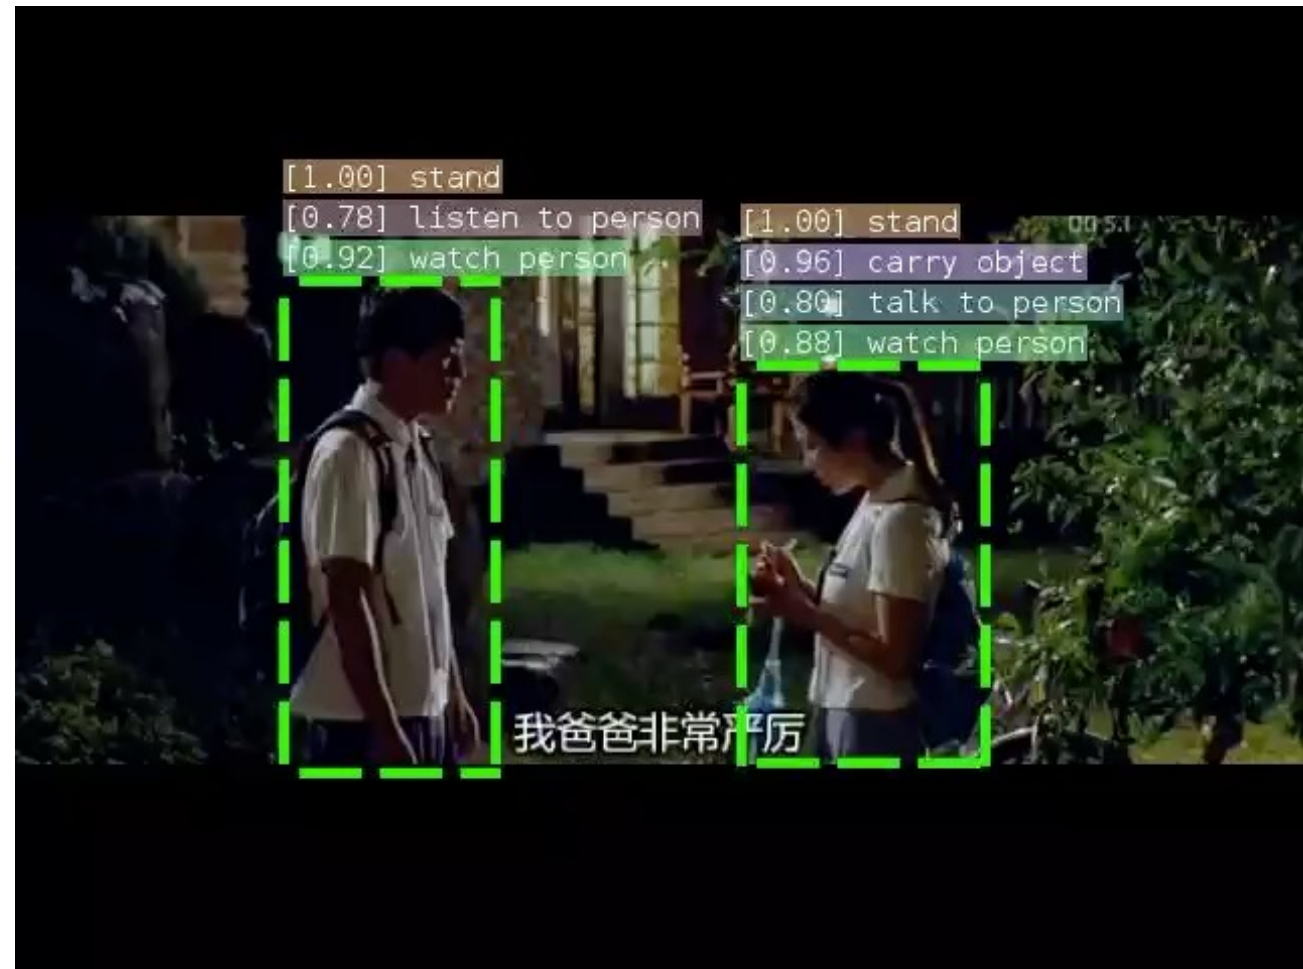 [1.00] stand
[0.78] listen to person
[0.92] watch person
[1.00] stand
[0.96] carry object
[0.80] talk to person
[0.88] watch person
我爸爸非常严厉